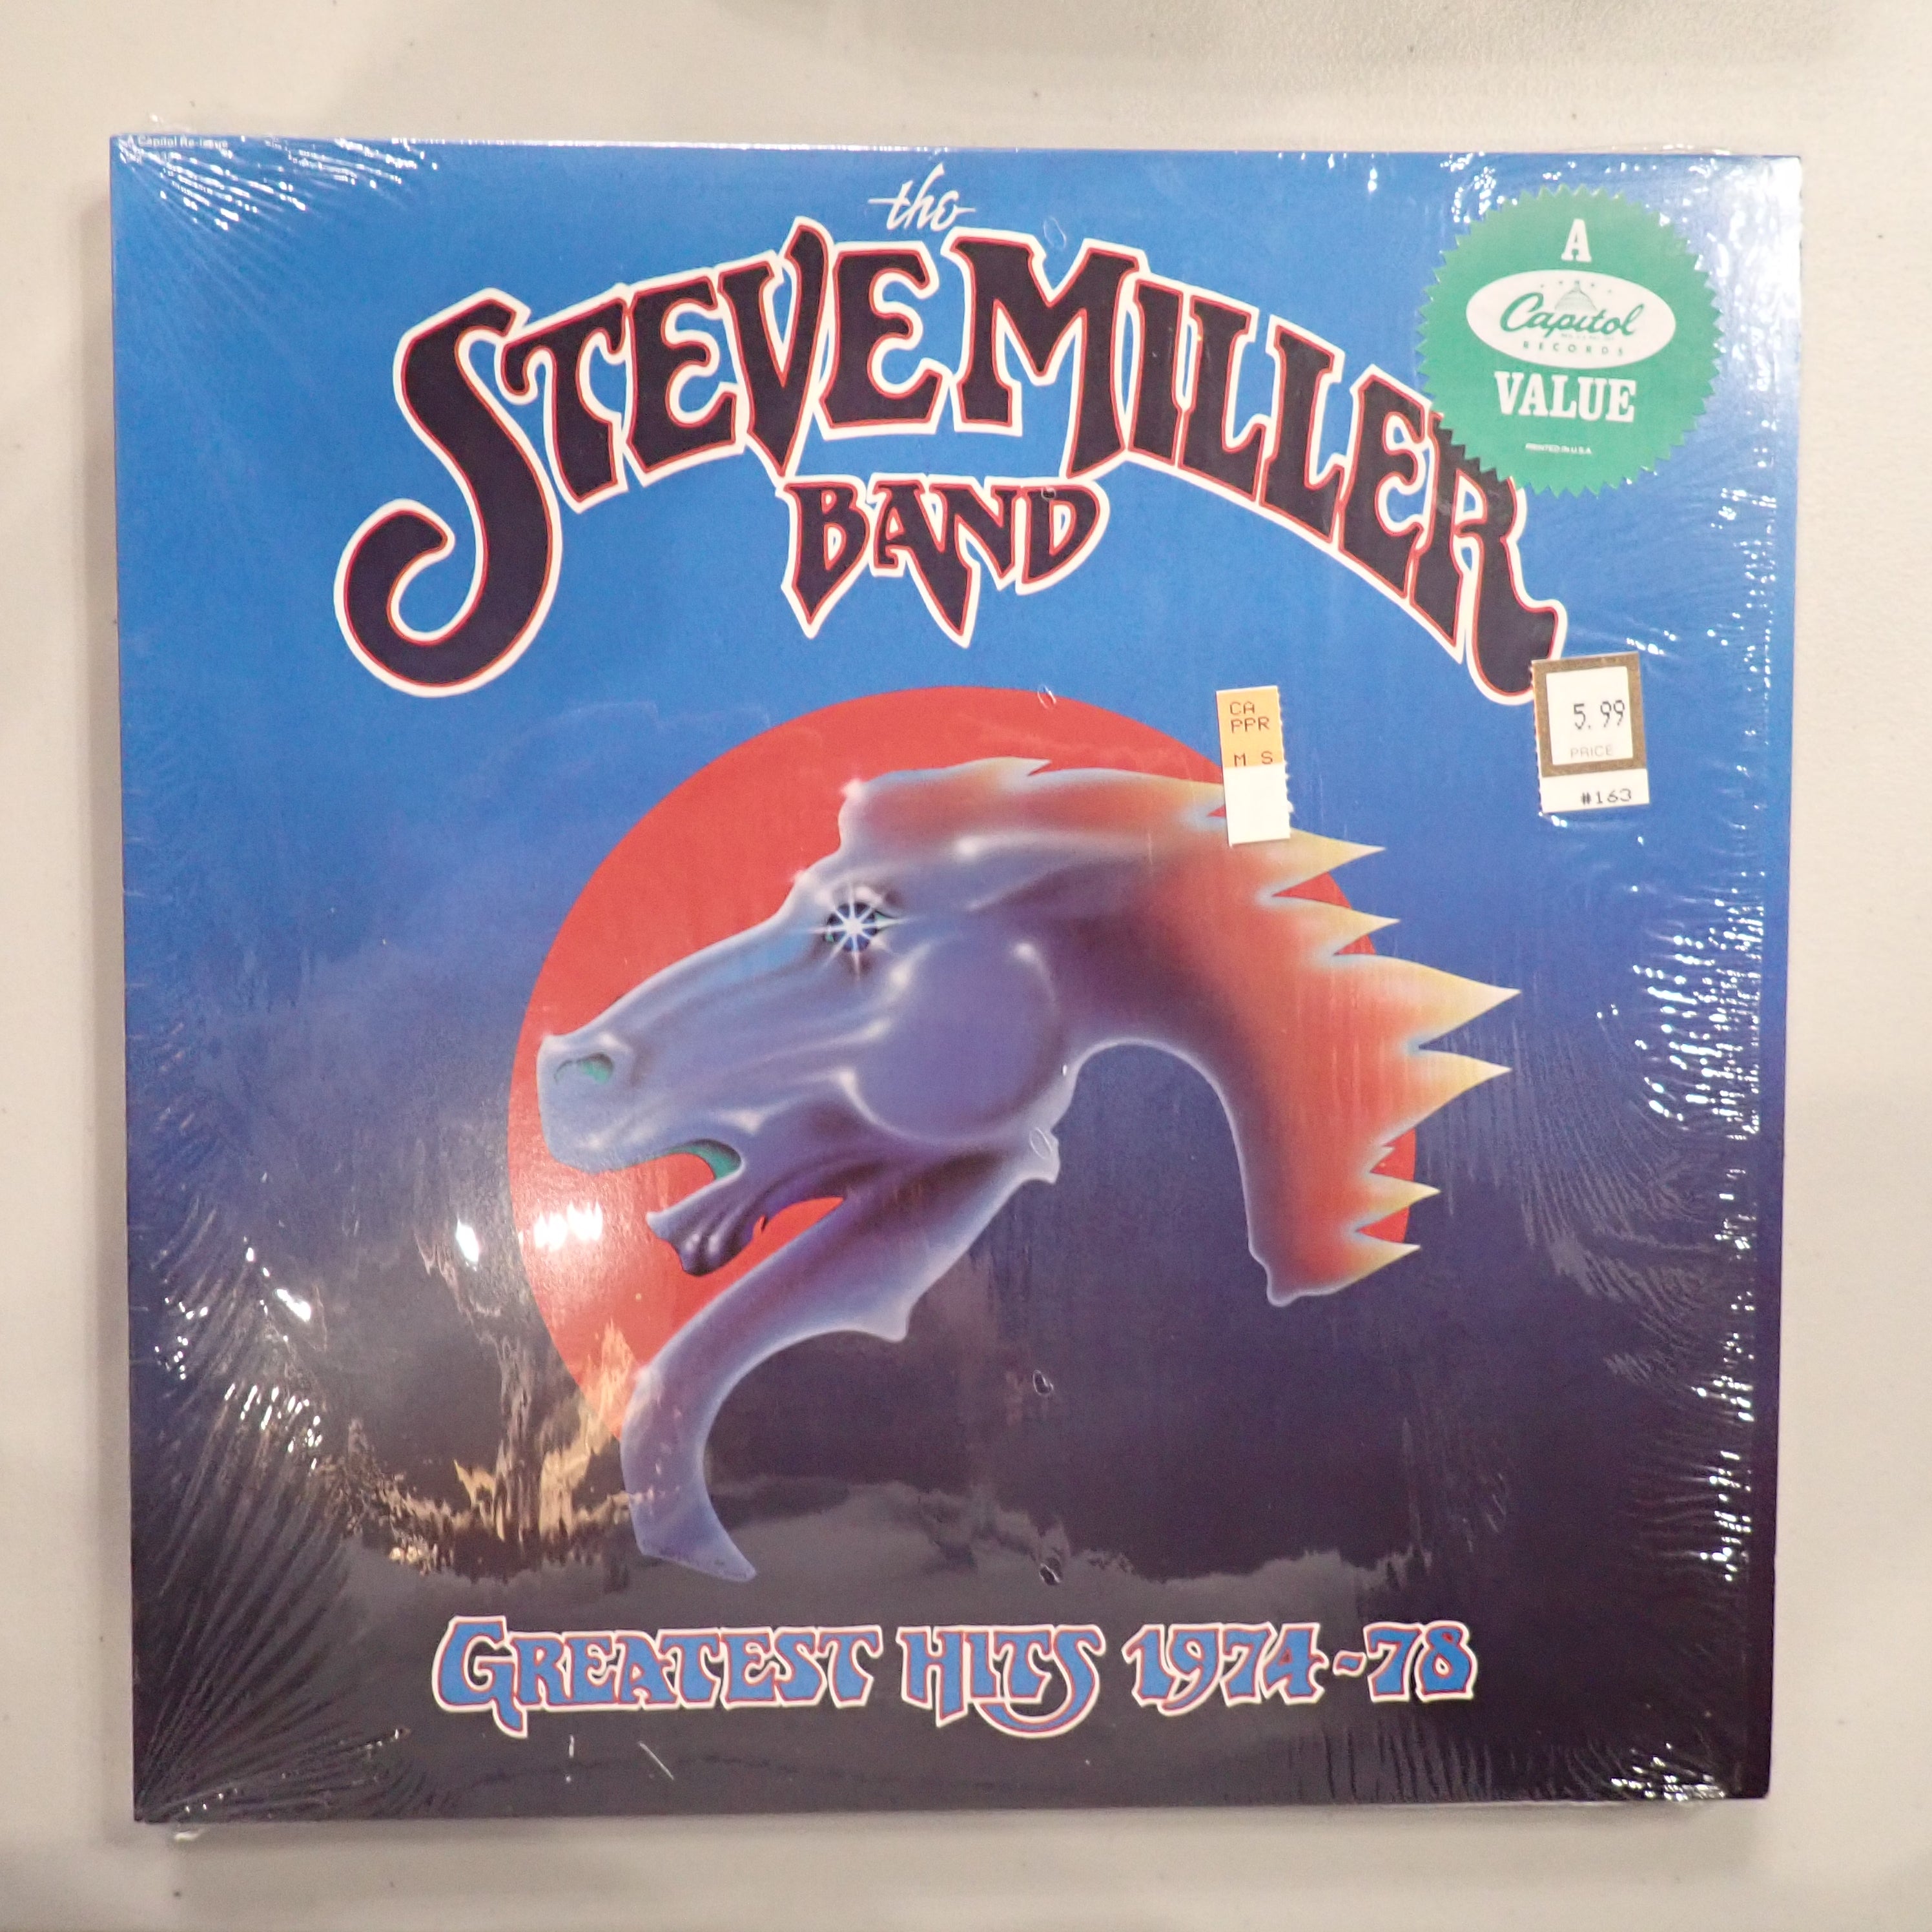 A Capitol Re-issue
the
STEVE MILLER
BAND
A
Capitol
RECORDS
VALUE
PRINTED IN U.S.A.
CA
PPR
M S
5.99
PRICE
#163
GREATEST HITS 1974-78